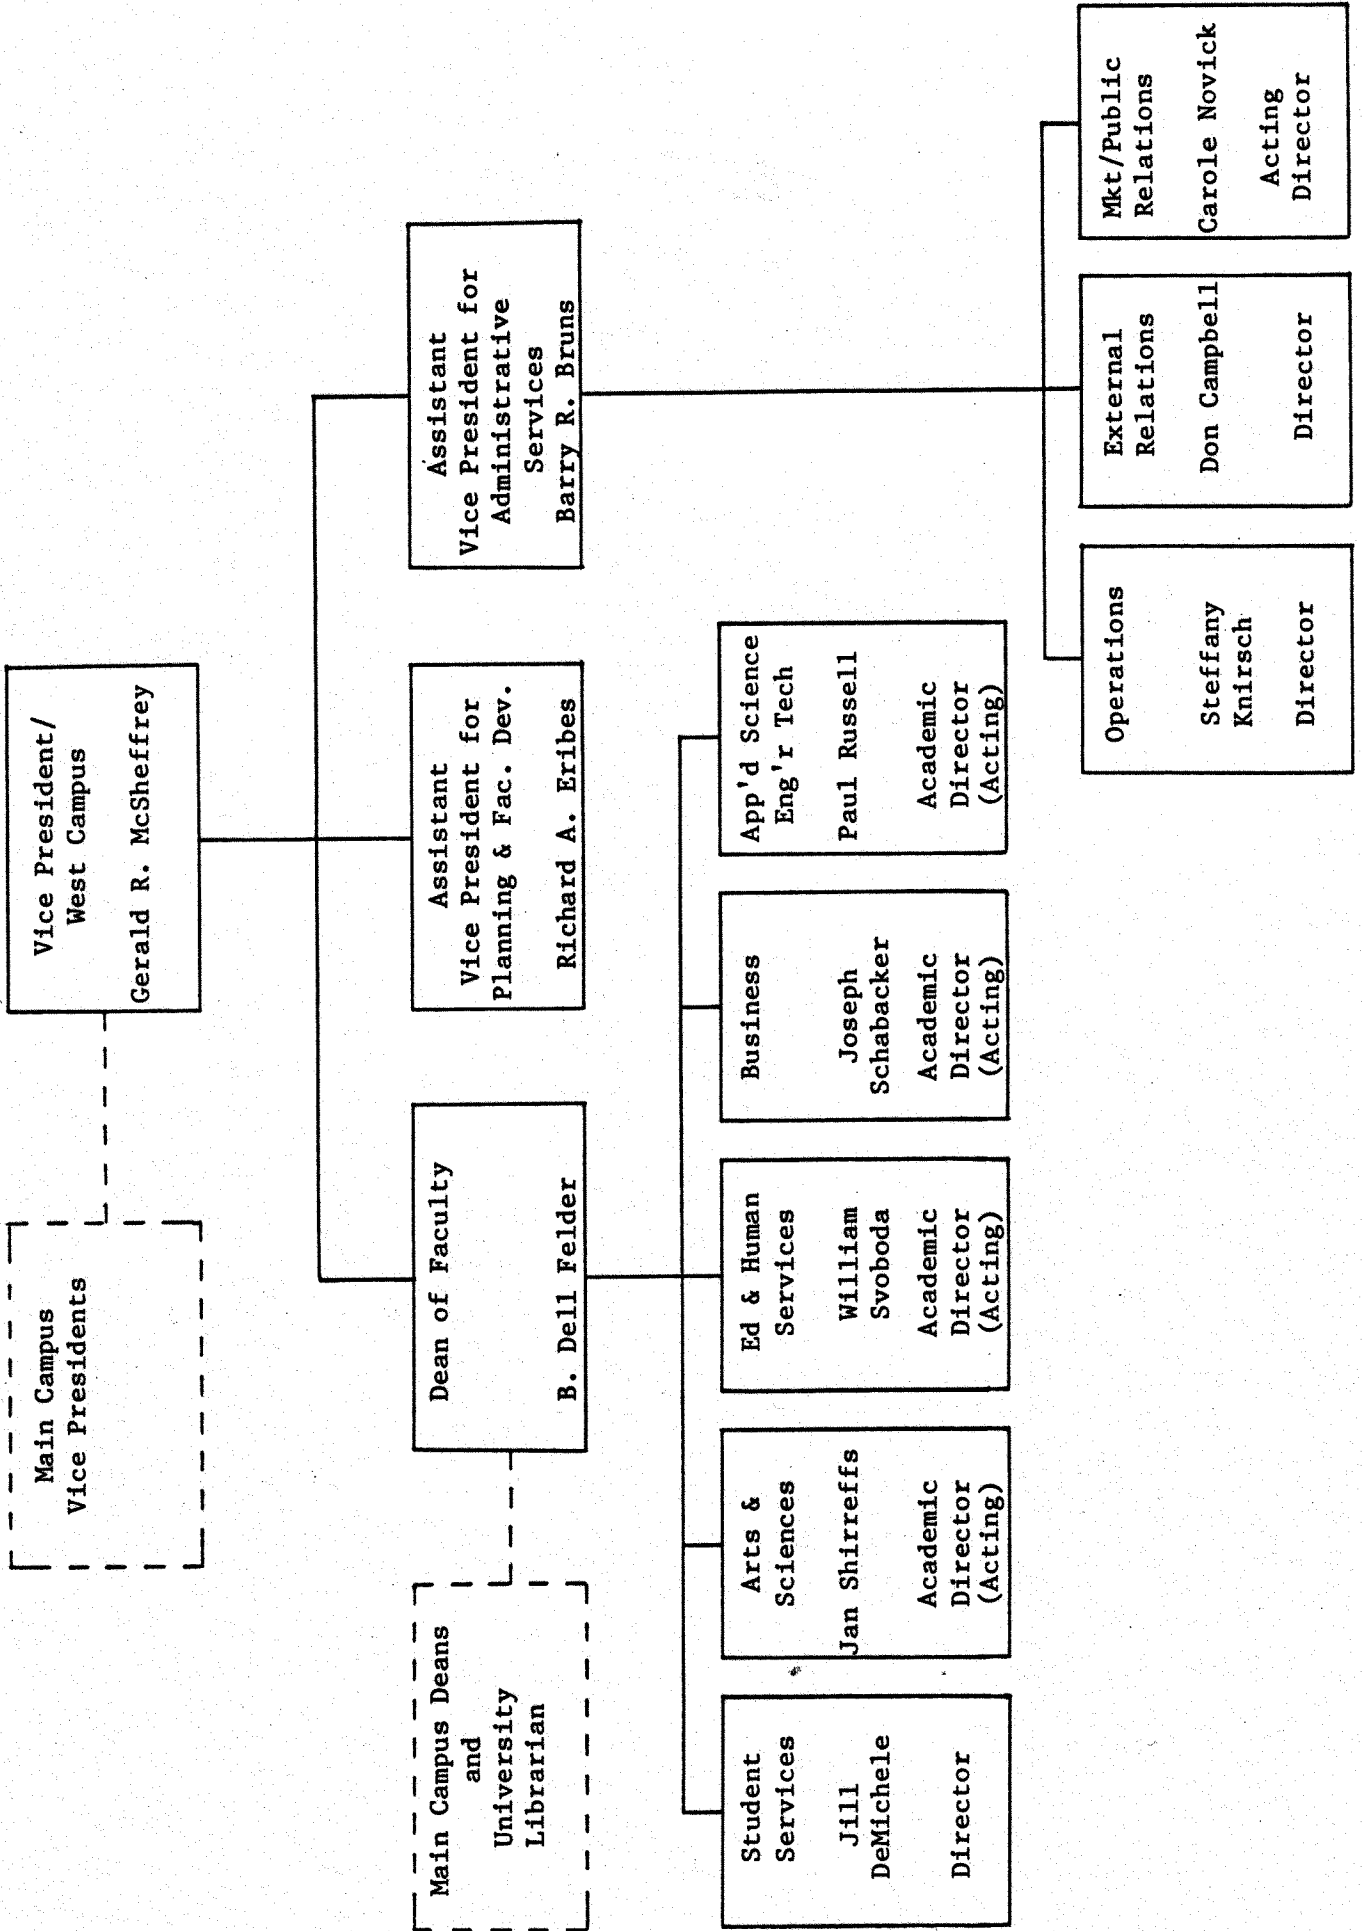 Main Campus
Vice Presidents
Vice President/
West Campus
Gerald R. McSheffrey
Main Campus Deans
and
University
Librarian
Dean of Faculty
B. Dell Felder
Assistant
Vice President for
Planning & Fac. Dev.
Richard A. Eribes
Assistant
Vice President for
Administrative
Services
Barry R. Bruns
Student
Services
Jill
DeMichele
Director
Arts &
Sciences
Jan Shirreffs
Academic
Director
(Acting)
Ed & Human
Services
William
Svoboda
Academic
Director
(Acting)
Business
Joseph
Schabacker
Academic
Director
(Acting)
App'd Science
Eng'r Tech
Paul Russell
Academic
Director
(Acting)
Operations
Steffany
Knirsch
Director
External
Relations
Don Campbell
Director
Mkt/Public
Relations
Carole Novick
Acting
Director